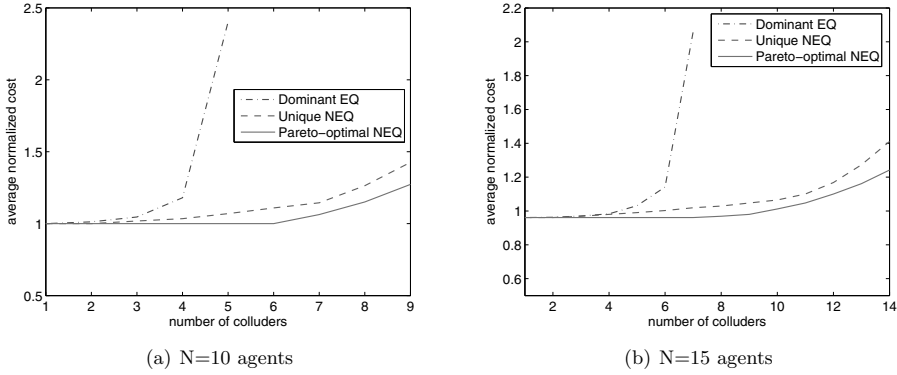 2.5
2
1.5
1
0.5
1 2 3 4 5 6 7 8 9
average normalized cost
number of colluders
Dominant EQ
Unique NEQ
Pareto-optimal NEQ
(a) N=10 agents
2.2
2
1.8
1.6
1.4
1.2
1
0.8
0.6
2 4 6 8 10 12 14
average normalized cost
number of colluders
Dominant EQ
Unique NEQ
Pareto-optimal NEQ
(b) N=15 agents